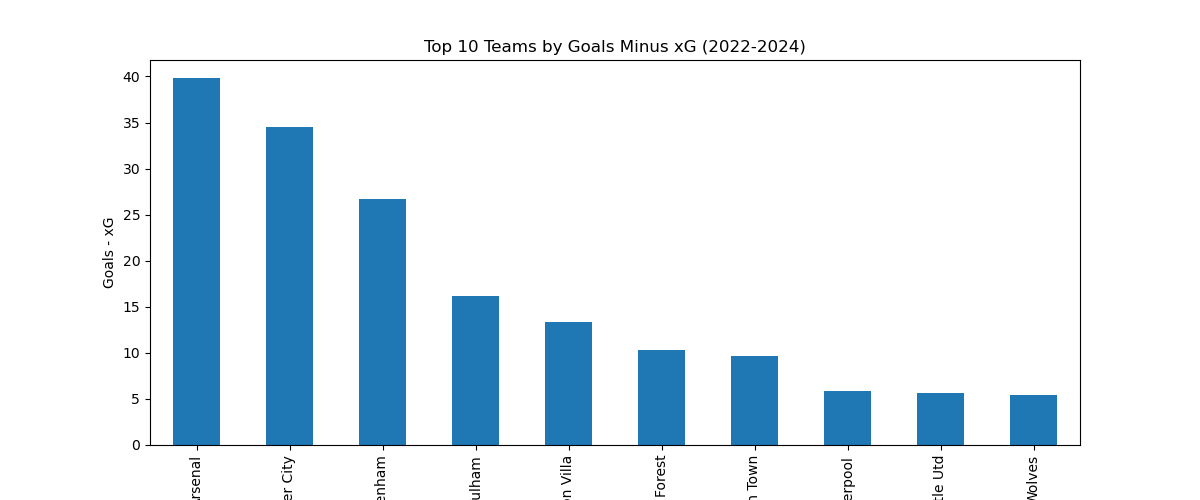 Top 10 Teams by Goals Minus xG (2022-2024)
Goals - xG
40
35
30
25
20
15
10
5
0
rsenal
er City
enham
ulham
on Villa
Forest
n Town
erpool
tle Utd
Wolves